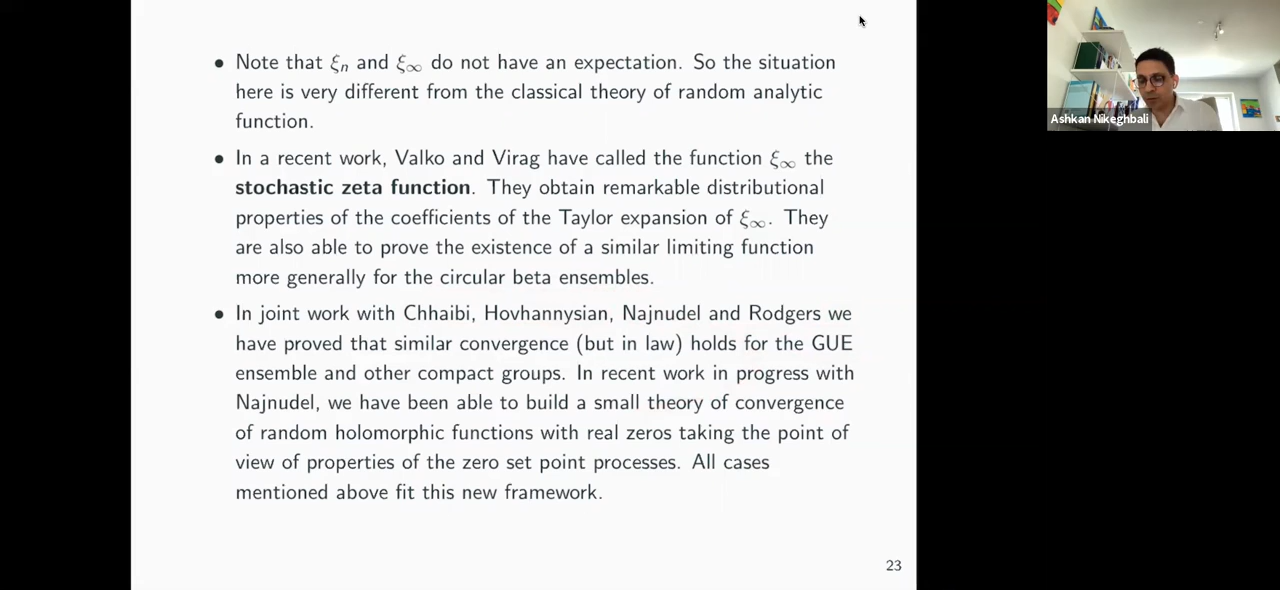 • Note that ξₙ and ξ∞ do not have an expectation. So the situation
here is very different from the classical theory of random analytic
function.
• In a recent work, Valko and Virag have called the function ξ∞ the
stochastic zeta function. They obtain remarkable distributional
properties of the coefficients of the Taylor expansion of ξ∞. They
are also able to prove the existence of a similar limiting function
more generally for the circular beta ensembles.
• In joint work with Chhaibi, Hovhannysian, Najnudel and Rodgers we
have proved that similar convergence (but in law) holds for the GUE
ensemble and other compact groups. In recent work in progress with
Najnudel, we have been able to build a small theory of convergence
of random holomorphic functions with real zeros taking the point of
view of properties of the zero set point processes. All cases
mentioned above fit this new framework.
23
Ashkan Nikeghbali